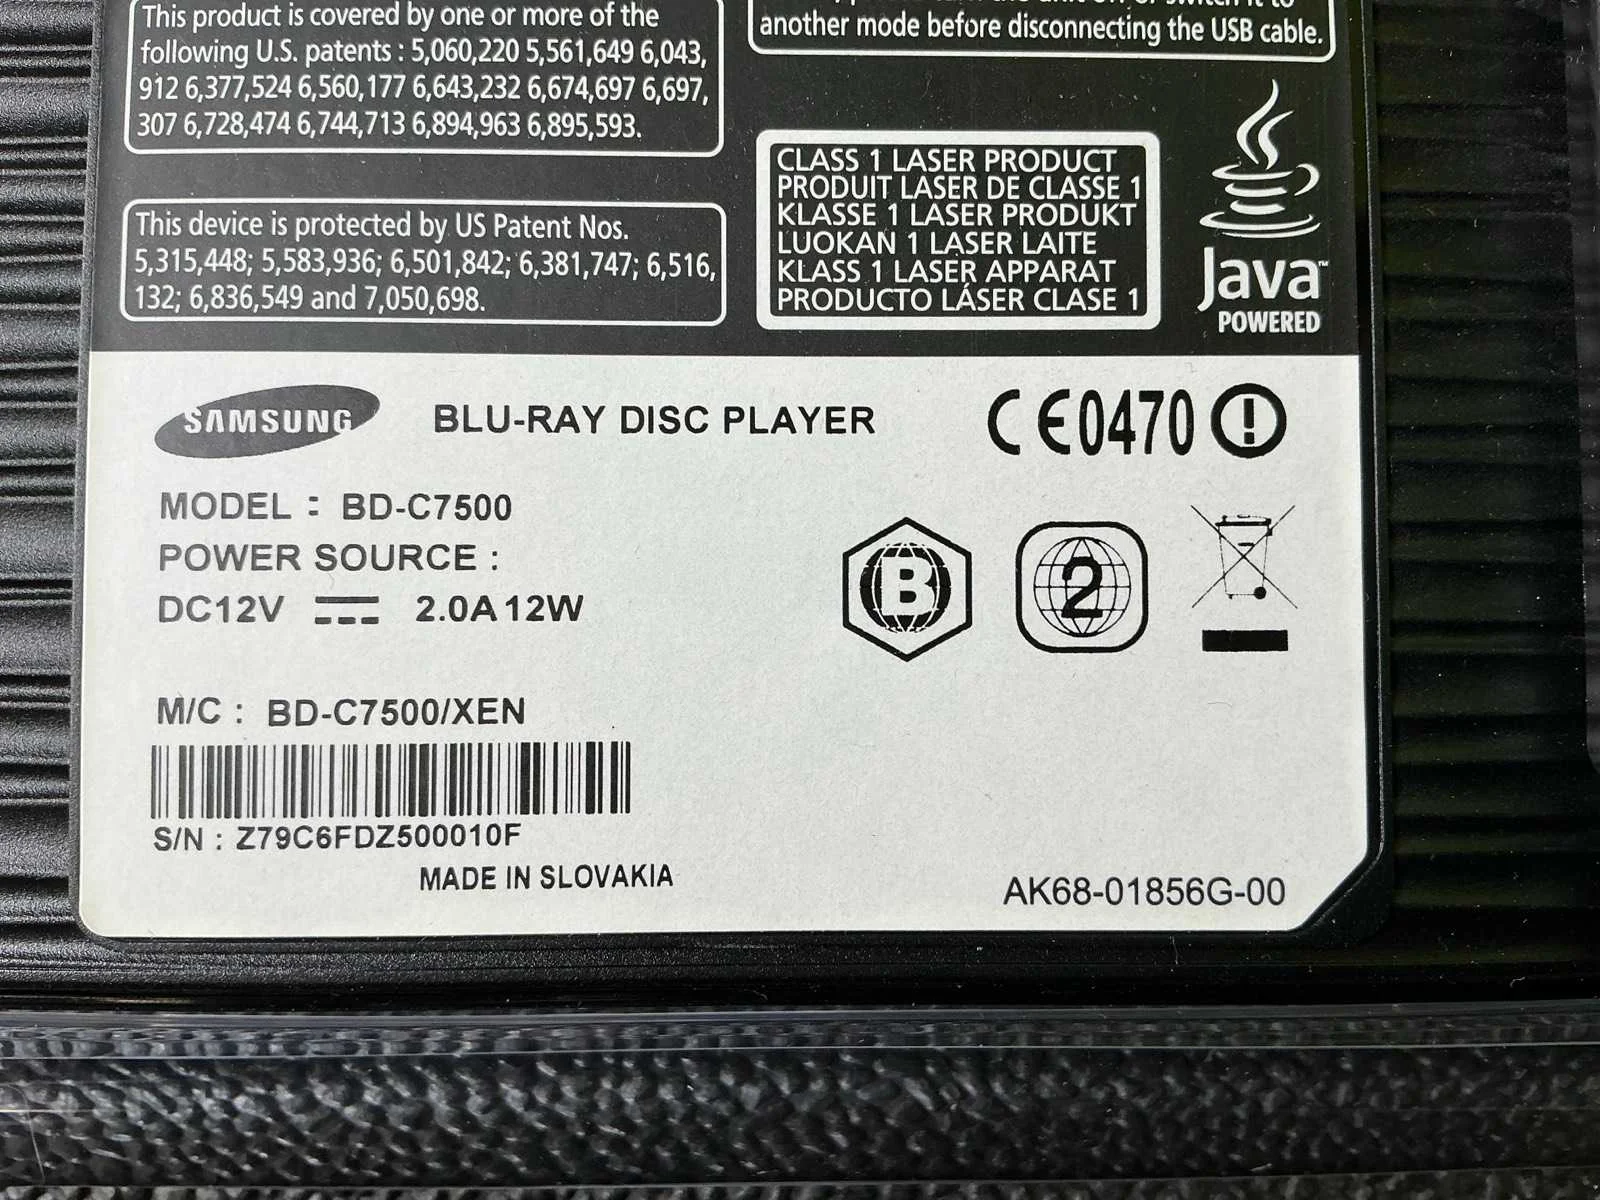 This product is covered by one or more of the
following U.S. patents : 5,060,220 5,561,649 6,043,
912 6,377,524 6,560,177 6,643,232 6,674,697 6,697,
307 6,728,474 6,744,713 6,894,963 6,895,593.
This device is protected by US Patent Nos.
5,315,448; 5,583,936; 6,501,842; 6,381,747; 6,516,
132; 6,836,549 and 7,050,698.
another mode before disconnecting the USB cable.
CLASS 1 LASER PRODUCT
PRODUIT LASER DE CLASSE 1
KLASSE 1 LASER PRODUKT
LUOKAN 1 LASER LAITE
KLASS 1 LASER APPARAT
PRODUCTO LÁSER CLASE 1
Java™
POWERED
SAMSUNG BLU-RAY DISC PLAYER CE0470
MODEL : BD-C7500
POWER SOURCE :
DC12V 2.0A 12W
B 2
M/C : BD-C7500/XEN
S/N : Z79C6FDZ500010F
MADE IN SLOVAKIA
AK68-01856G-00